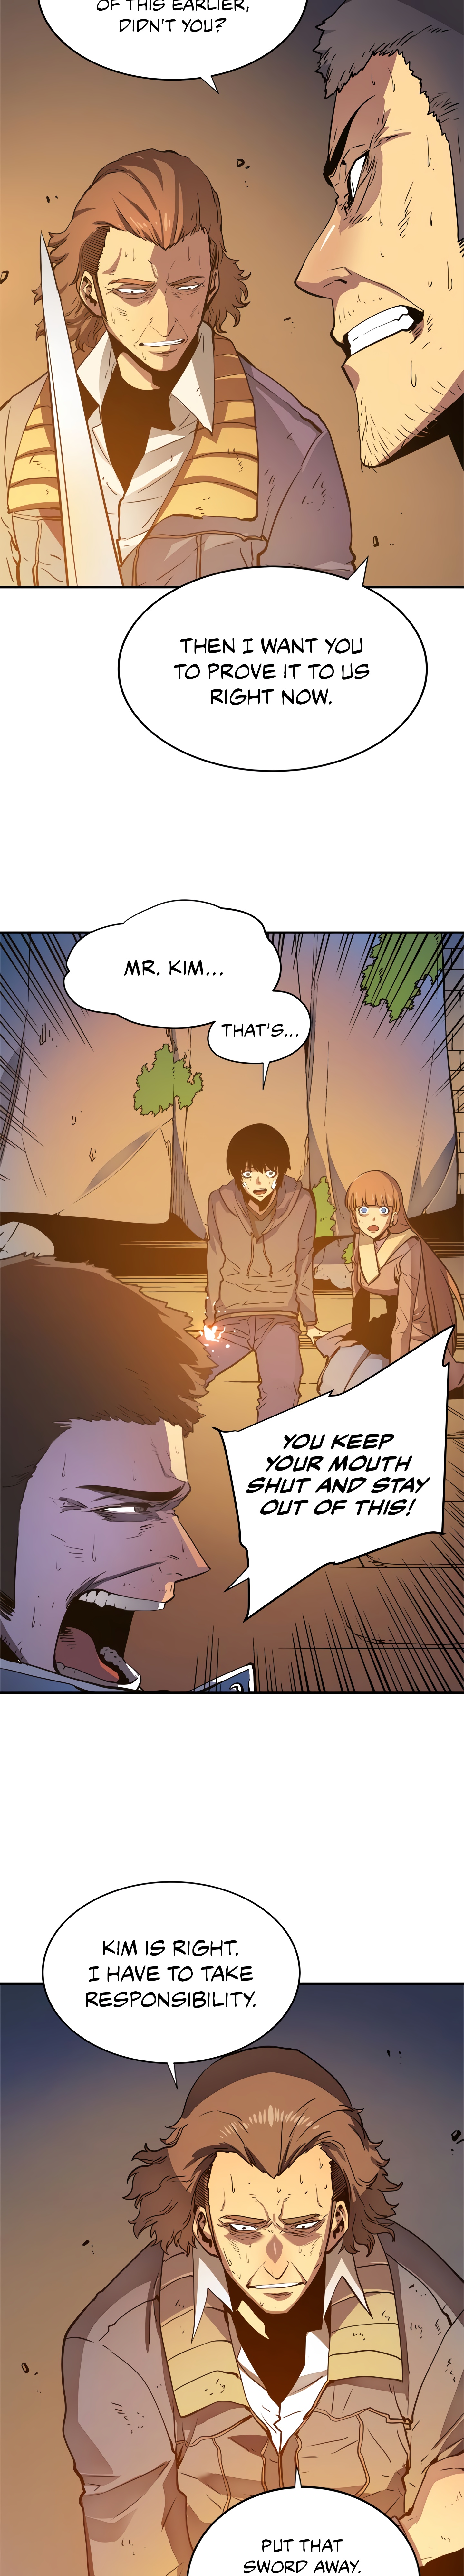 OF THIS EARLIER,
DIDN'T YOU?
THEN I WANT YOU
TO PROVE IT TO US
RIGHT NOW.
MR. KIM...
THAT'S...
YOU KEEP
YOUR MOUTH
SHUT AND STAY
OUT OF THIS!
KIM IS RIGHT.
I HAVE TO TAKE
RESPONSIBILITY.
PUT THAT
SWORD AWAY.